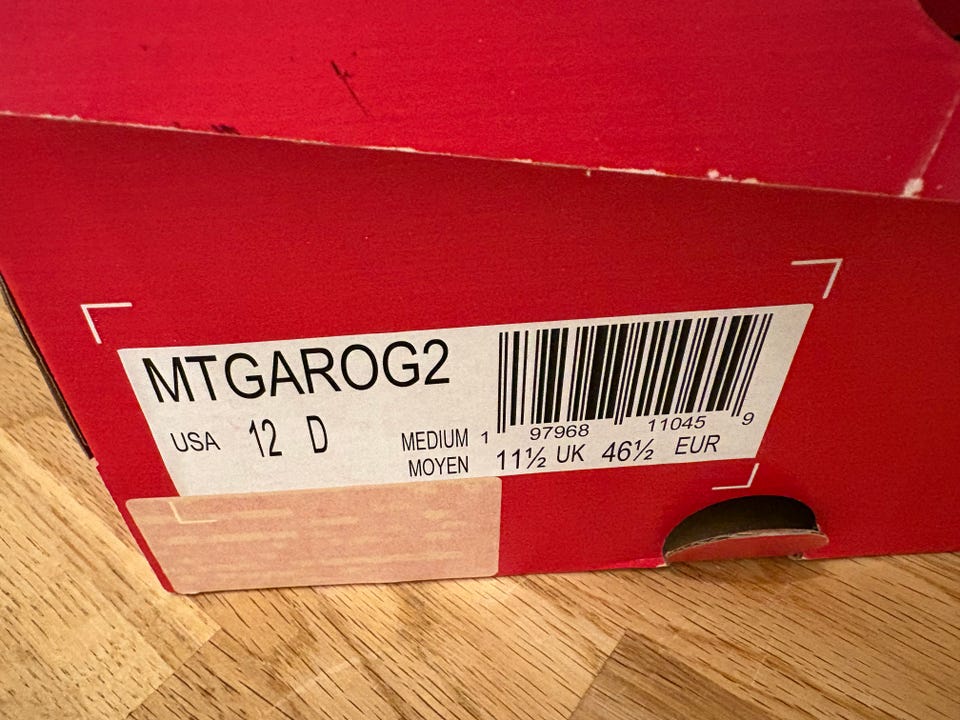 MTGAROG2
USA 12 D
MEDIUM
MOYEN
1 97968 11045 9
11½ UK 46½ EUR